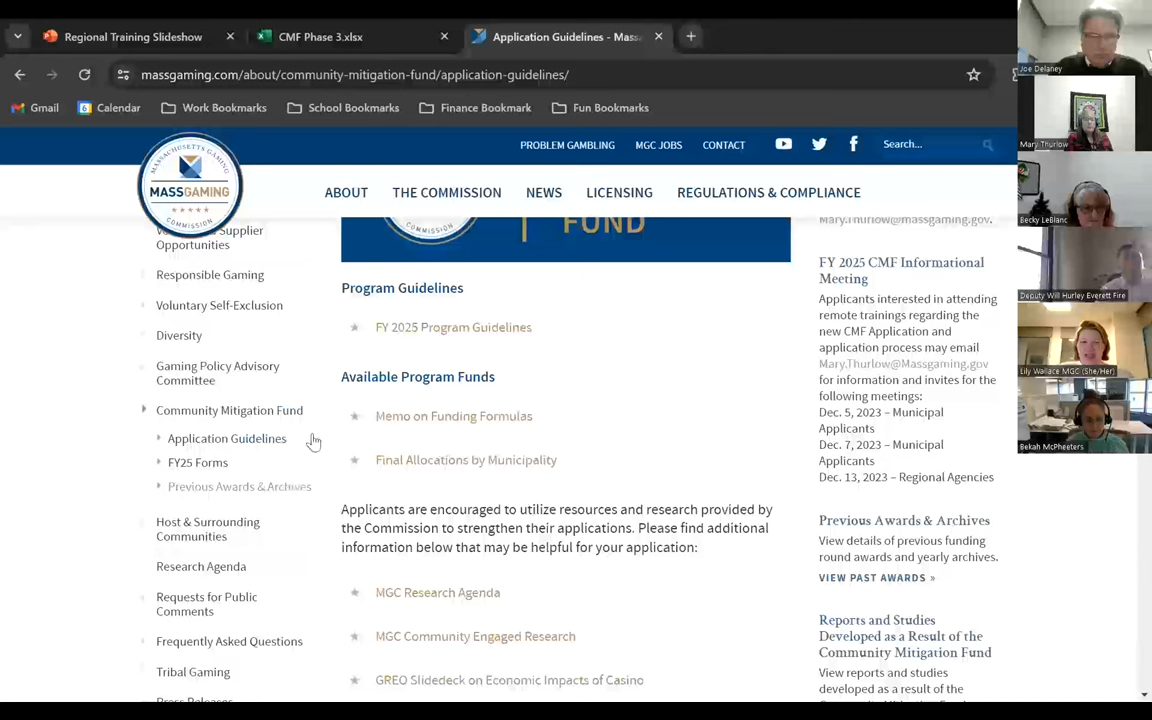 Regional Training Slideshow
CMF Phase 3.xlsx
Application Guidelines - Mass
massgaming.com/about/community-mitigation-fund/application-guidelines/
Gmail
Calendar
Work Bookmarks
School Bookmarks
Finance Bookmark
Fun Bookmarks
PROBLEM GAMBLING
MGC JOBS
CONTACT
Search...
MASSACHUSETTS GAMING
MASSGAMING
COMMISSION
ABOUT
THE COMMISSION
NEWS
LICENSING
REGULATIONS & COMPLIANCE
Supplier
Opportunities
Responsible Gaming
Voluntary Self-Exclusion
Diversity
Gaming Policy Advisory
Committee
Community Mitigation Fund
Application Guidelines
FY25 Forms
Previous Awards & Archives
Host & Surrounding
Communities
Research Agenda
Requests for Public
Comments
Frequently Asked Questions
Tribal Gaming
Press Releases
COMMISSION
FUND
Program Guidelines
FY 2025 Program Guidelines
Available Program Funds
Memo on Funding Formulas
Final Allocations by Municipality
Applicants are encouraged to utilize resources and research provided by
the Commission to strengthen their applications. Please find additional
information below that may be helpful for your application:
MGC Research Agenda
MGC Community Engaged Research
GREO Slidedeck on Economic Impacts of Casino
Mary.Thurlow@massgaming.gov.
FY 2025 CMF Informational
Meeting
Applicants interested in attending
remote trainings regarding the
new CMF Application and
application process may email
Mary.Thurlow@Massgaming.gov
for information and invites for the
following meetings:
Dec. 5, 2023 – Municipal
Applicants
Dec. 7, 2023 – Municipal
Applicants
Dec. 13, 2023 – Regional Agencies
Previous Awards & Archives
View details of previous funding
round awards and yearly archives.
VIEW PAST AWARDS »
Reports and Studies
Developed as a Result of the
Community Mitigation Fund
View reports and studies
developed as a result of the
Joe Delaney
Mary Thurlow
Becky LeBlanc
Deputy Will Hurley Everett Fire
Lily Wallace MGC (She/Her)
Bekah McPheeters